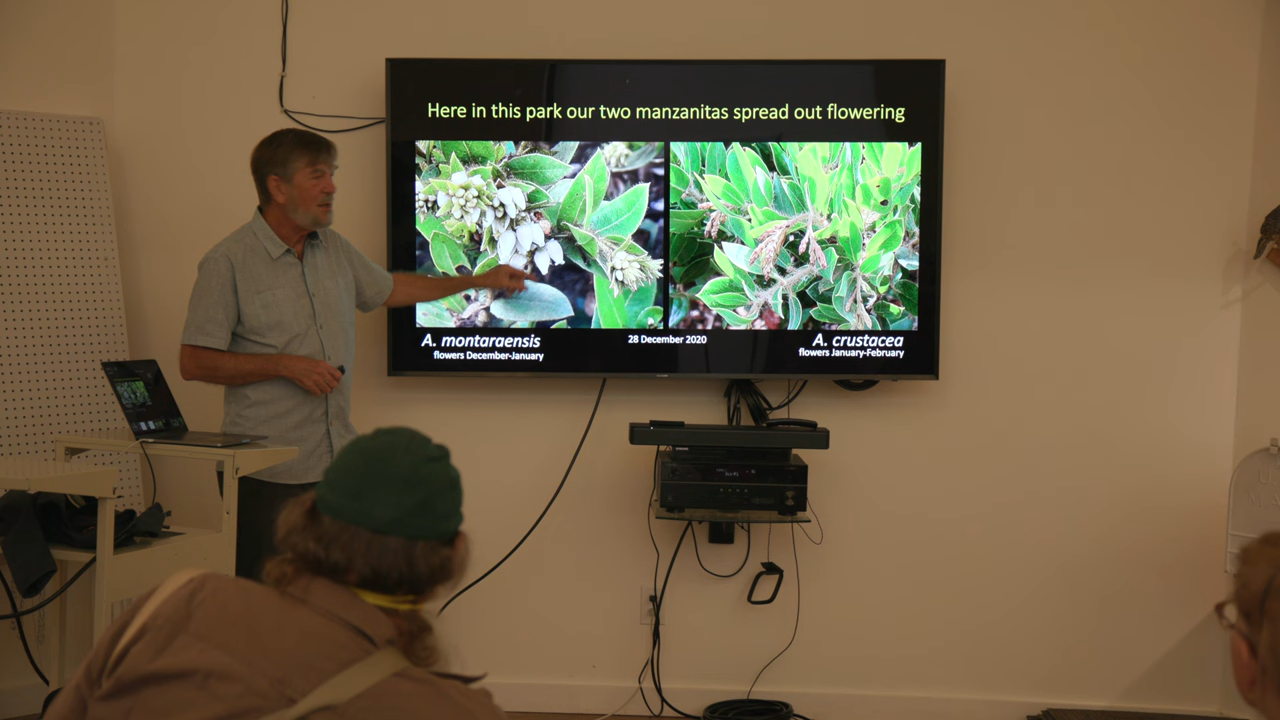 Here in this park our two manzanitas spread out flowering
A. montaraensis
flowers December-January
28 December 2020
A. crustacea
flowers January-February